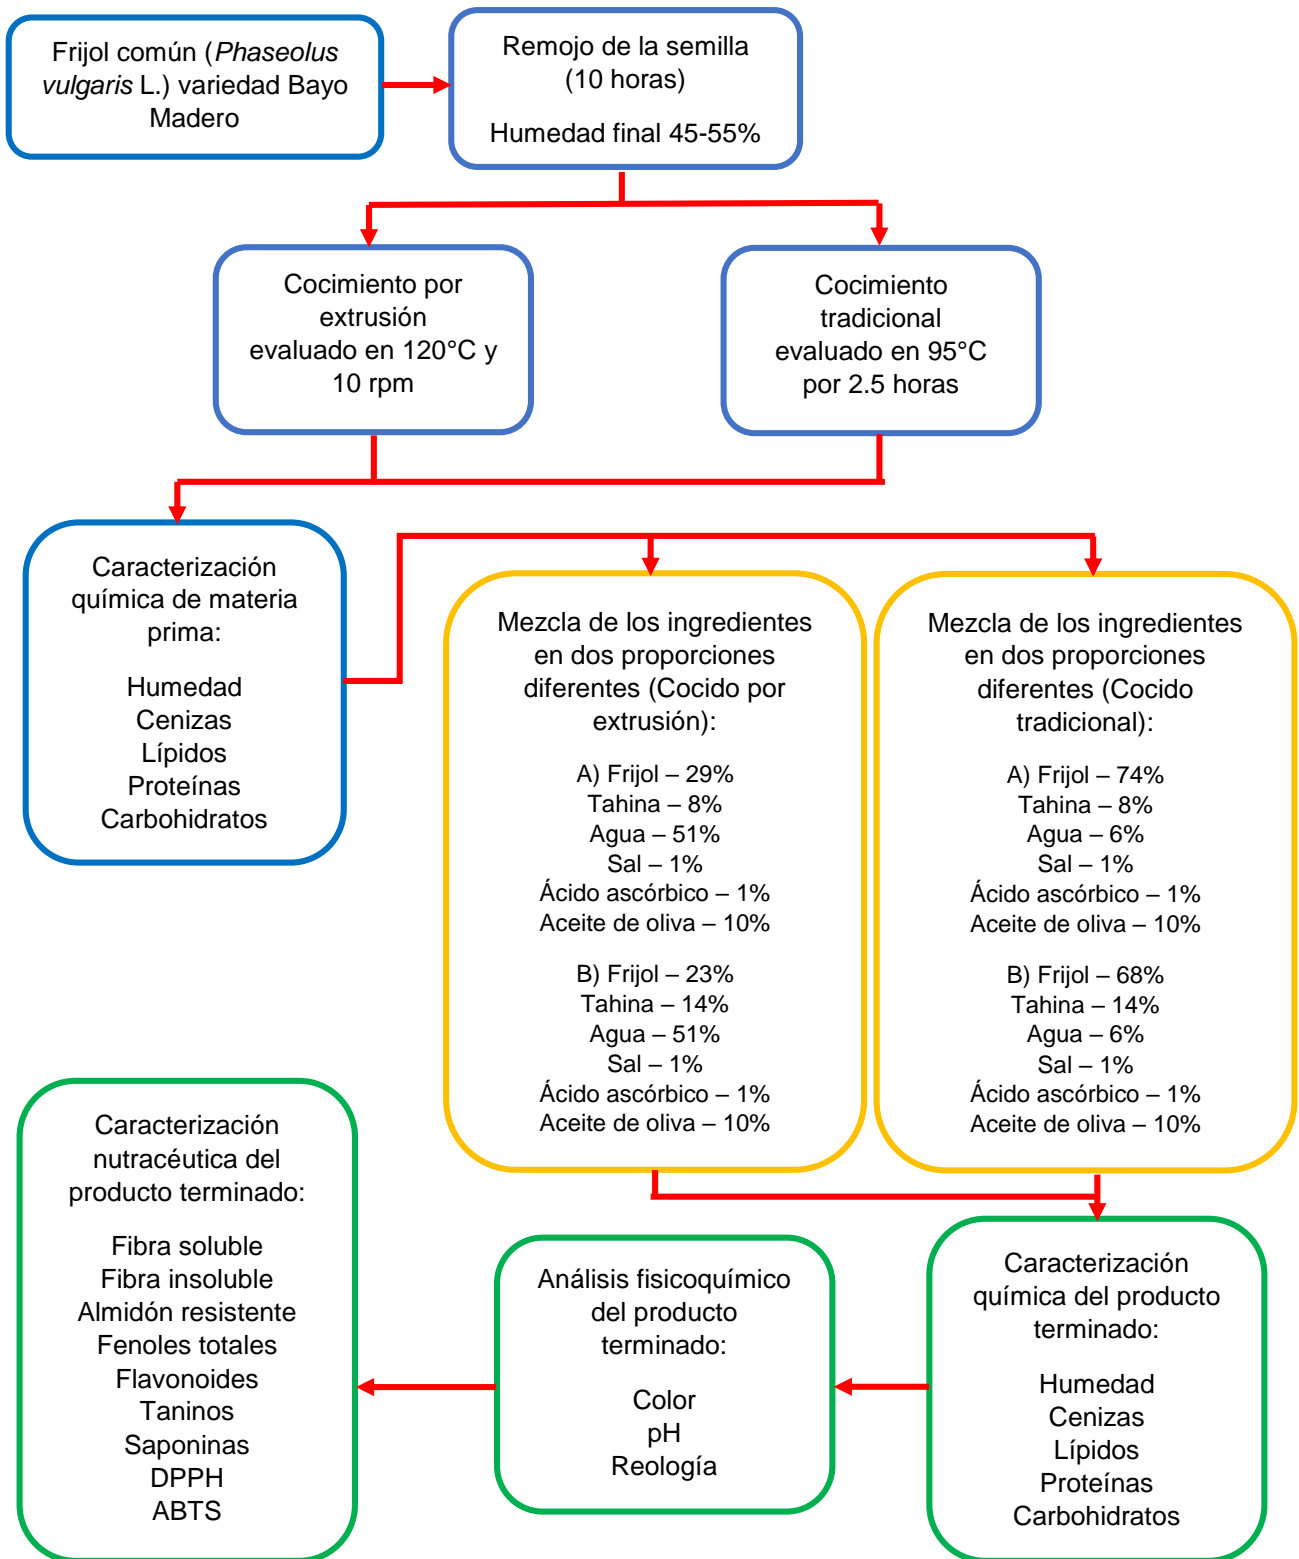 Frijol común (Phaseolus
vulgaris L.) variedad Bayo
Madero
Remojo de la semilla
(10 horas)
Humedad final 45-55%
Cocimiento por
extrusión
evaluado en 120°C y
10 rpm
Cocimiento
tradicional
evaluado en 95°C
por 2.5 horas
Caracterización
química de materia
prima:
Humedad
Cenizas
Lípidos
Proteínas
Carbohidratos
Mezcla de los ingredientes
en dos proporciones
diferentes (Cocido por
extrusión):
A) Frijol – 29%
Tahina – 8%
Agua – 51%
Sal – 1%
Ácido ascórbico – 1%
Aceite de oliva – 10%
B) Frijol – 23%
Tahina – 14%
Agua – 51%
Sal – 1%
Ácido ascórbico – 1%
Aceite de oliva – 10%
Mezcla de los ingredientes
en dos proporciones
diferentes (Cocido
tradicional):
A) Frijol – 74%
Tahina – 8%
Agua – 6%
Sal – 1%
Ácido ascórbico – 1%
Aceite de oliva – 10%
B) Frijol – 68%
Tahina – 14%
Agua – 6%
Sal – 1%
Ácido ascórbico – 1%
Aceite de oliva – 10%
Caracterización
química del producto
terminado:
Humedad
Cenizas
Lípidos
Proteínas
Carbohidratos
Análisis fisicoquímico
del producto
terminado:
Color
pH
Reología
Caracterización
nutracéutica del
producto terminado:
Fibra soluble
Fibra insoluble
Almidón resistente
Fenoles totales
Flavonoides
Taninos
Saponinas
DPPH
ABTS